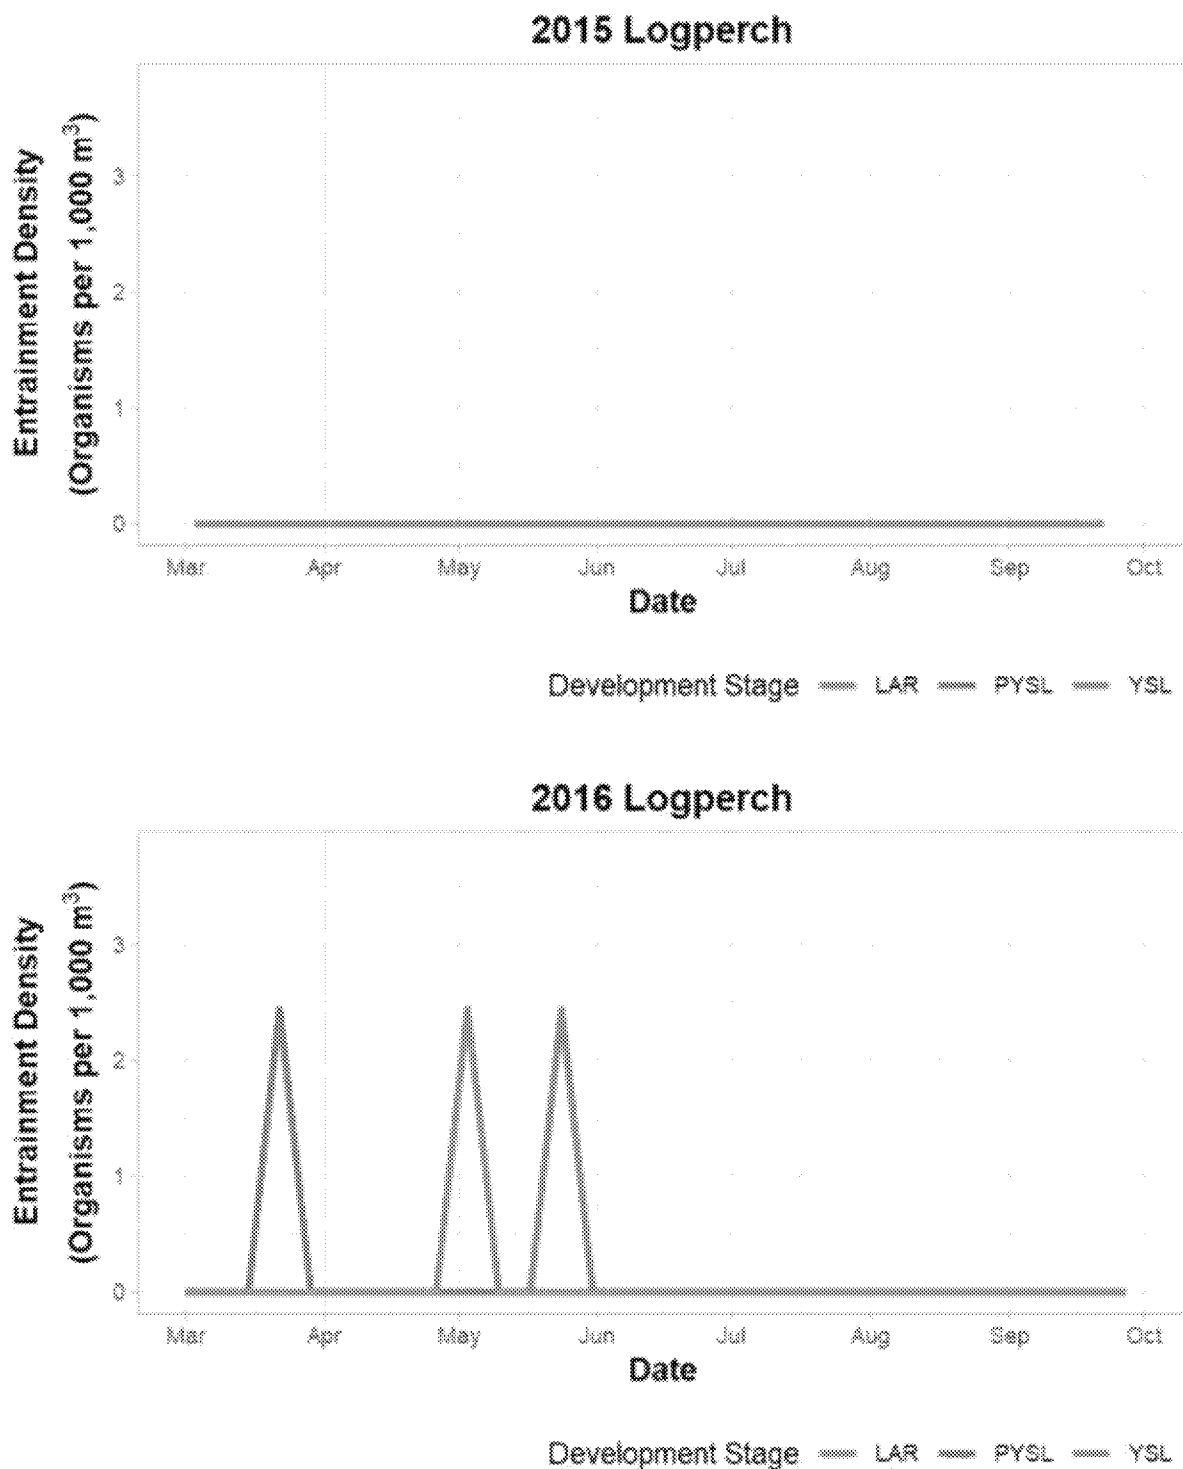 2015 Logperch
Entrainment Density
(Organisms per 1,000 m³)
3
2
1
0
Mar Apr May Jun Jul Aug Sep Oct
Date
Development Stage LAR PYSL YSL
2016 Logperch
Entrainment Density
(Organisms per 1,000 m³)
3
2
1
0
Mar Apr May Jun Jul Aug Sep Oct
Date
Development Stage LAR PYSL YSL